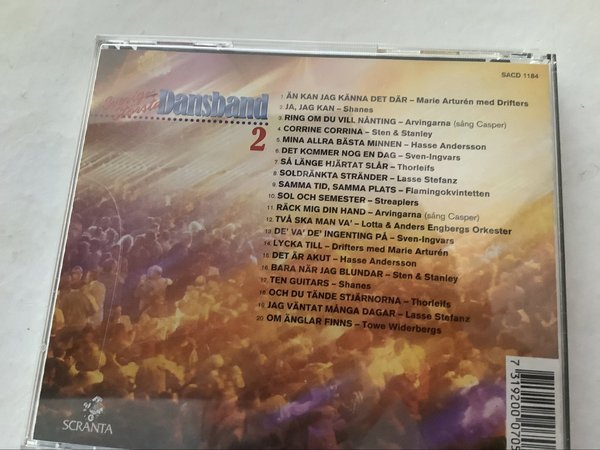 SACD 1184
Dansband
2
1 ÄN KAN JAG KÄNNA DET DÄR – Marie Arturén med Drifters
2 JA, JAG KAN – Shanes
3 RING OM DU VILL NÅNTING – Arvingarna (sång Casper)
4 CORRINE CORRINA – Sten & Stanley
5 MINA ALLRA BÄSTA MINNEN – Hasse Andersson
6 DET KOMMER NOG EN DAG – Sven-Ingvars
7 SÅ LÄNGE HJÄRTAT SLÅR – Thorleifs
8 SOLDRÄNKTA STRÄNDER – Lasse Stefanz
9 SAMMA TID, SAMMA PLATS – Flamingokvintetten
10 SOL OCH SEMESTER – Streaplers
11 RÄCK MIG DIN HAND – Arvingarna (sång Casper)
12 TVÅ SKA MAN VA' – Lotta & Anders Engbergs Orkester
13 DE' VA' DE' INGENTING PÅ – Sven-Ingvars
14 LYCKA TILL – Drifters med Marie Arturén
15 DET ÄR AKUT – Hasse Andersson
16 BARA NÄR JAG BLUNDAR – Sten & Stanley
17 TEN GUITARS – Shanes
18 OCH DU TÄNDE STJÄRNORNA – Thorleifs
19 JAG VÄNTAT MÅNGA DAGAR – Lasse Stefanz
20 OM ÄNGLAR FINNS – Towe Widerbergs
SCRANTA
7 319200 0705